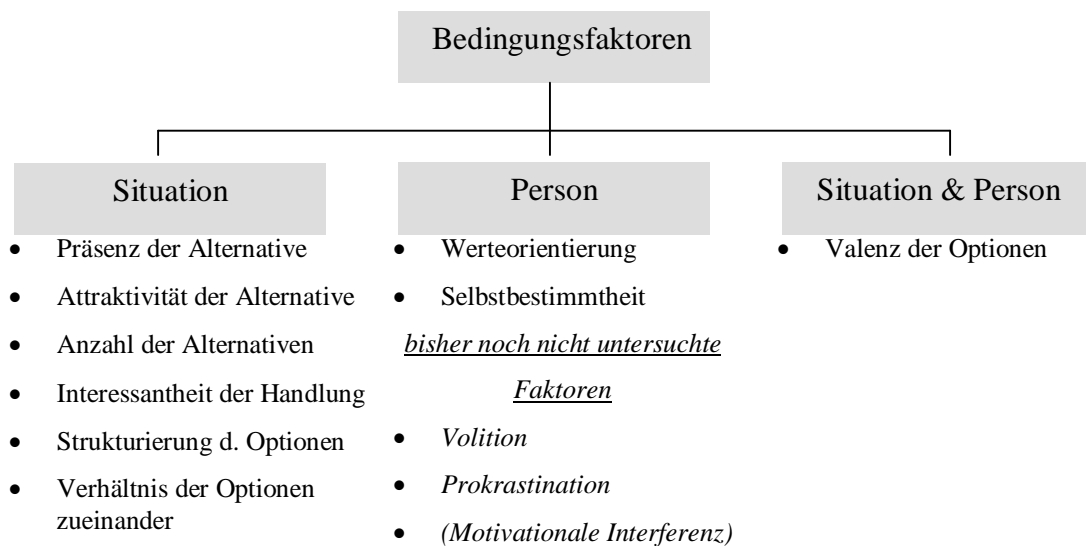 Bedingungsfaktoren
Situation
• Präsenz der Alternative
• Attraktivität der Alternative
• Anzahl der Alternativen
• Interessantheit der Handlung
• Strukturierung d. Optionen
• Verhältnis der Optionen
zueinander
Person
• Werteorientierung
• Selbstbestimmtheit
bisher noch nicht untersuchte
Faktoren
• Volition
• Prokrastination
• (Motivationale Interferenz)
Situation & Person
• Valenz der Optionen